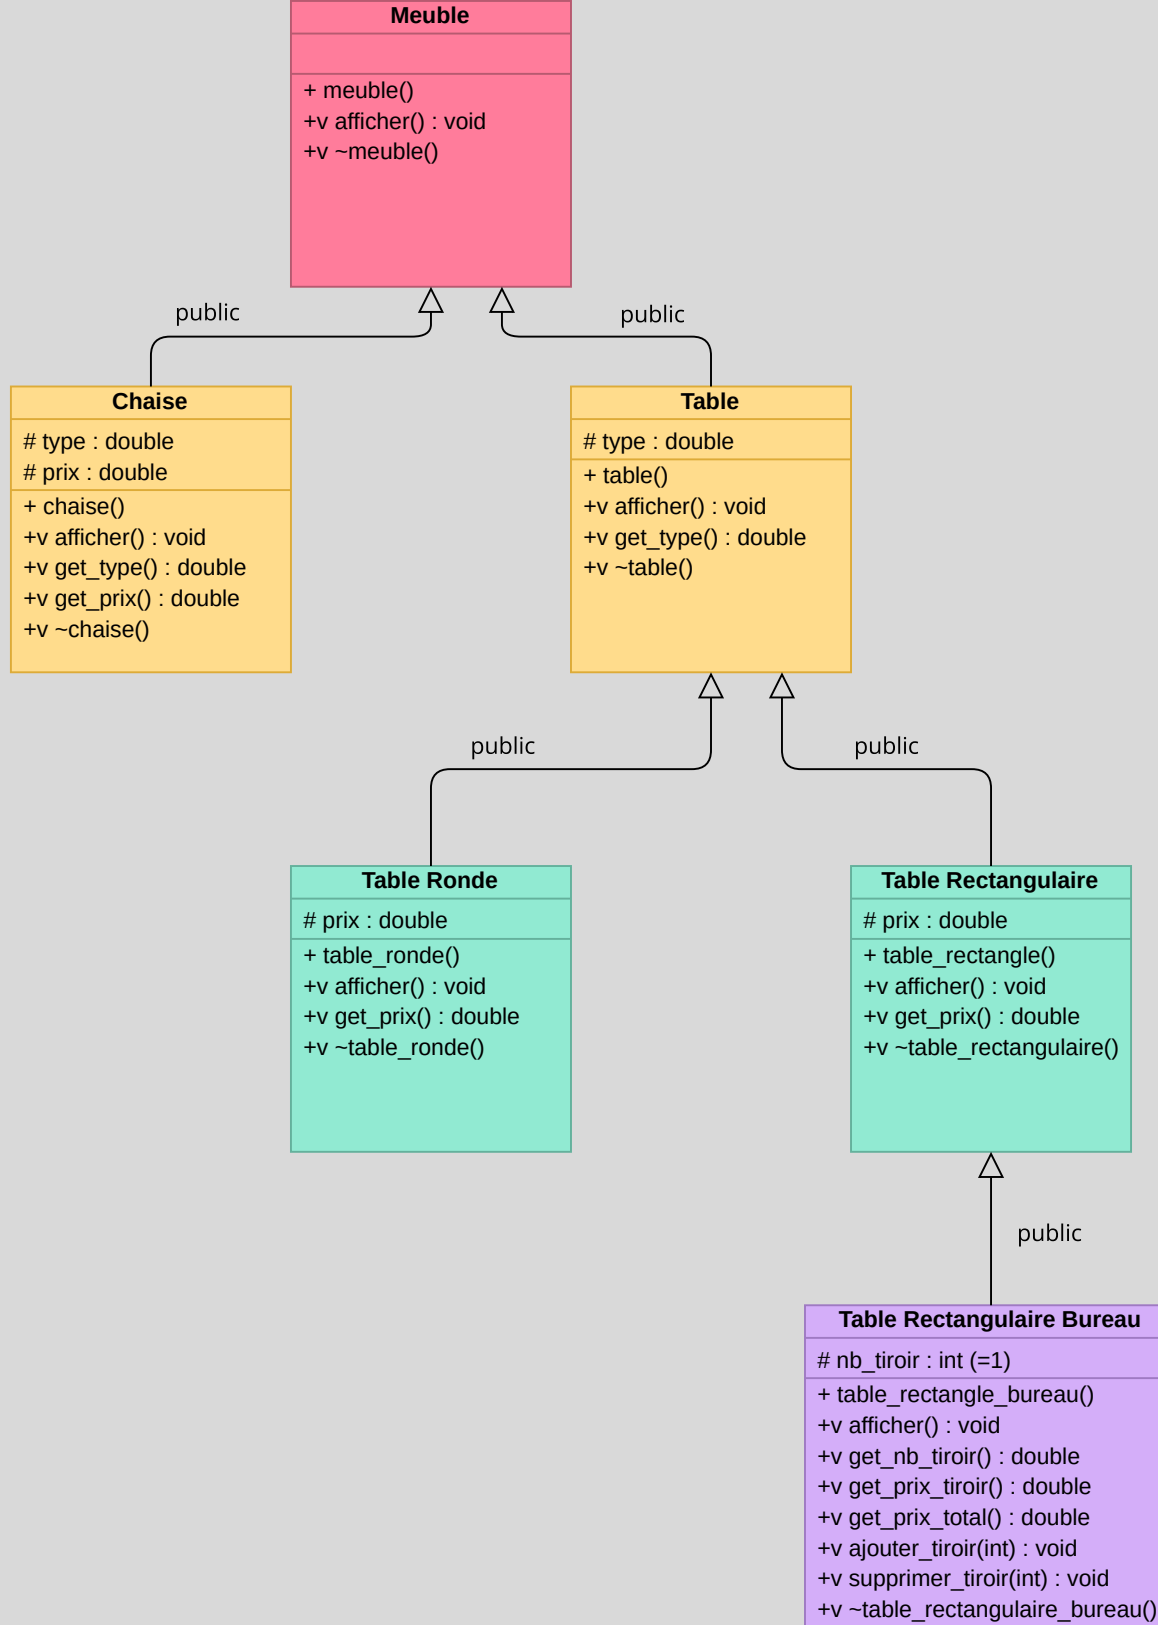 Meuble
+ meuble()
+v afficher() : void
+v ~meuble()
public
public
Chaise
# type : double
# prix : double
+ chaise()
+v afficher() : void
+v get_type() : double
+v get_prix() : double
+v ~chaise()
Table
# type : double
+ table()
+v afficher() : void
+v get_type() : double
+v ~table()
public
public
Table Ronde
# prix : double
+ table_ronde()
+v afficher() : void
+v get_prix() : double
+v ~table_ronde()
Table Rectangulaire
# prix : double
+ table_rectangle()
+v afficher() : void
+v get_prix() : double
+v ~table_rectangulaire()
public
Table Rectangulaire Bureau
# nb_tiroir : int (=1)
+ table_rectangle_bureau()
+v afficher() : void
+v get_nb_tiroir() : double
+v get_prix_tiroir() : double
+v get_prix_total() : double
+v ajouter_tiroir(int) : void
+v supprimer_tiroir(int) : void
+v ~table_rectangulaire_bureau()